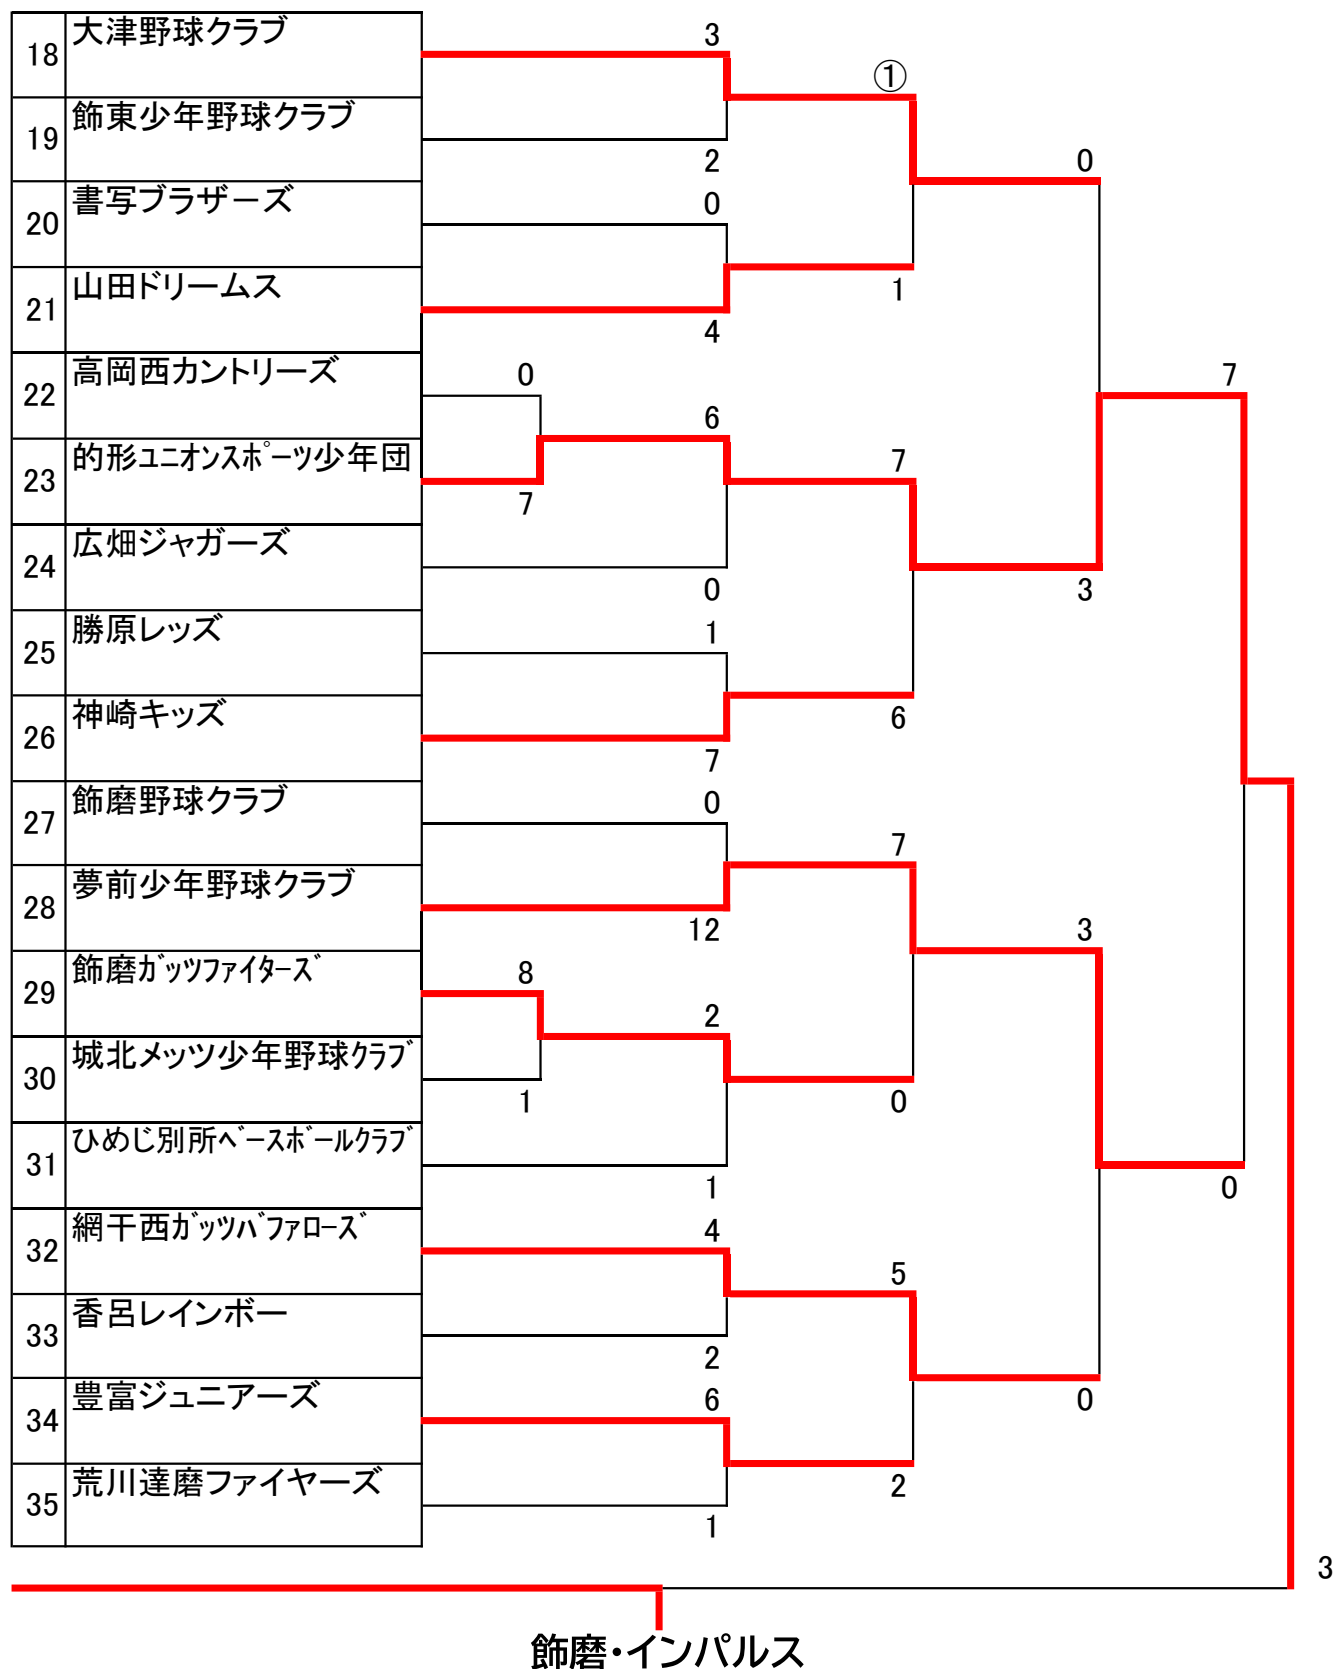 18 大津野球クラブ
3
①
19 飾東少年野球クラブ
2
0
20 書写ブラザーズ
0
21 山田ドリームス
1
4
22 高岡西カントリーズ
0
7
6
23 的形ユニオンスポーツ少年団
7
7
24 広畑ジャガーズ
0
3
25 勝原レッズ
1
26 神崎キッズ
6
7
27 飾磨野球クラブ
0
7
28 夢前少年野球クラブ
12
3
29 飾磨ガッツファイターズ
8
2
30 城北メッツ少年野球クラブ
1
0
31 ひめじ別所ベースボールクラブ
1
0
32 網干西ガッツバファローズ
4
5
33 香呂レインボー
2
0
34 豊富ジュニアーズ
6
2
35 荒川達磨ファイヤーズ
1
3
飾磨・インパルス